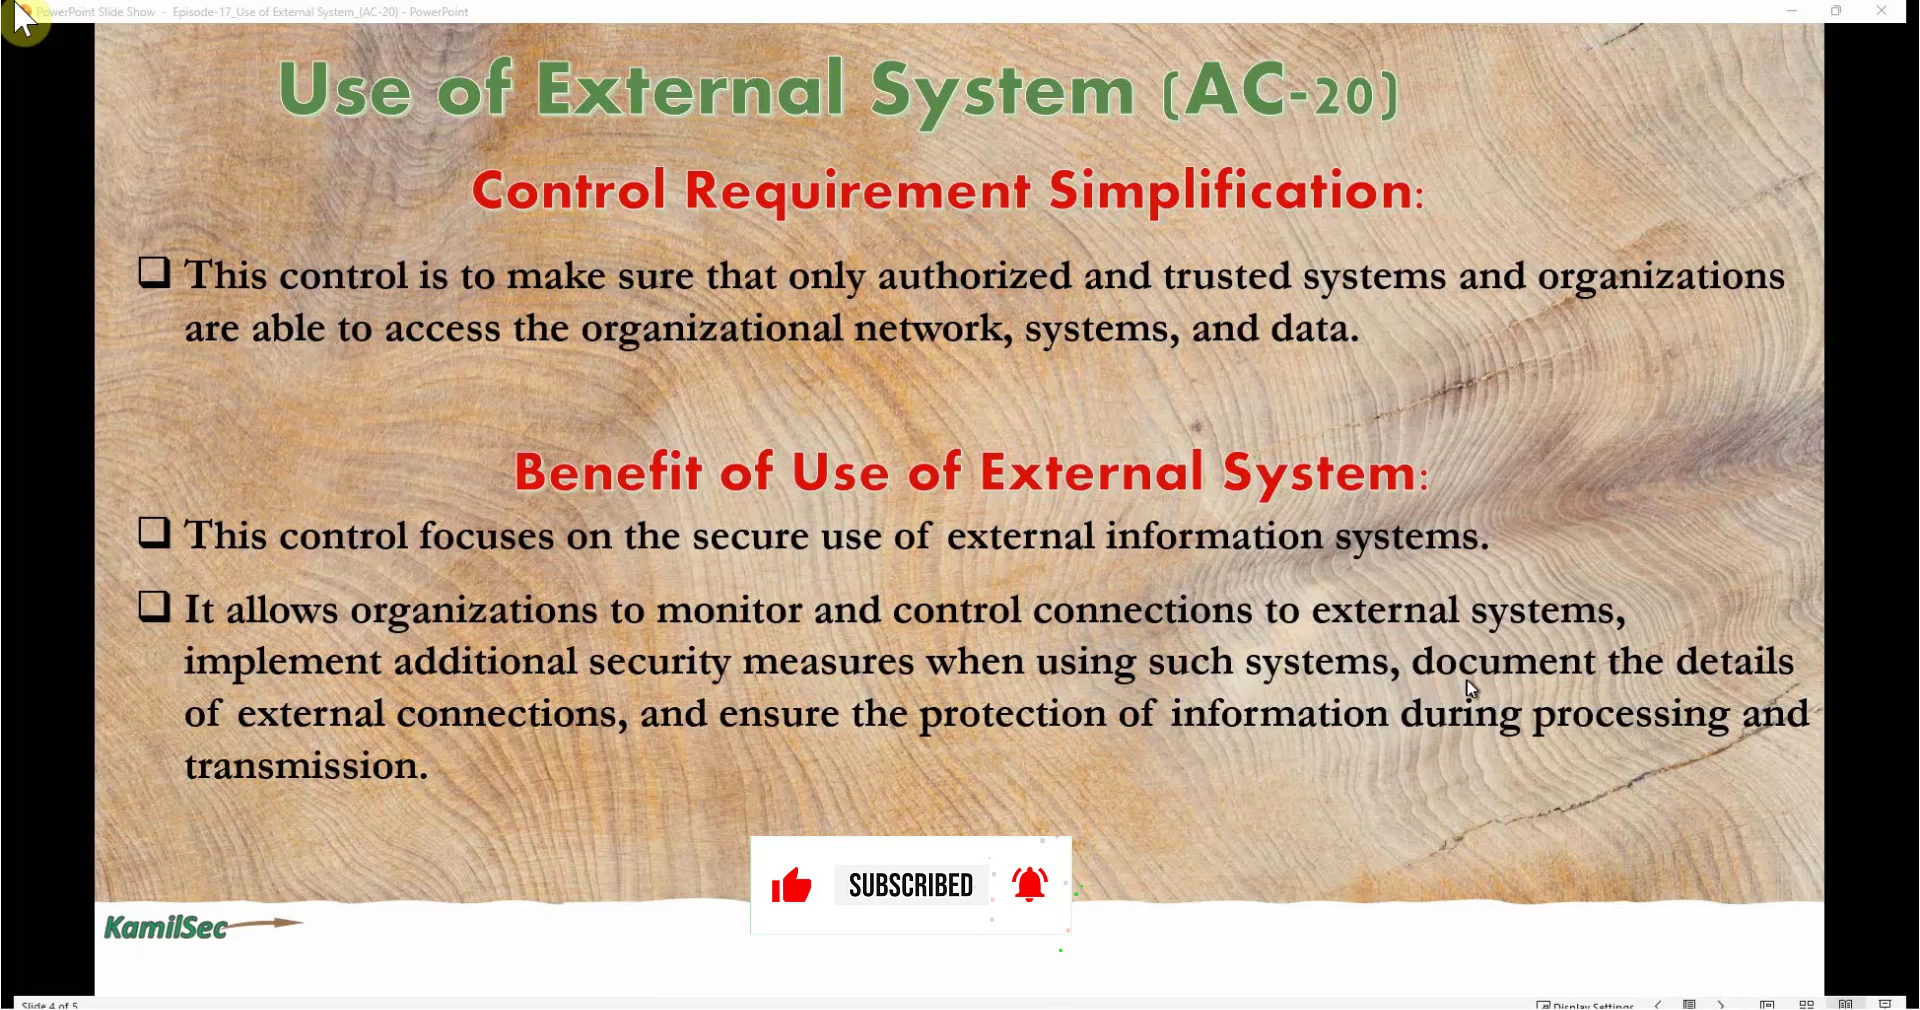 PowerPoint Slide Show - Episode-17_Use of External System_(AC-20) - PowerPoint
Use of External System (AC-20)
Control Requirement Simplification:
This control is to make sure that only authorized and trusted systems and organizations
are able to access the organizational network, systems, and data.
Benefit of Use of External System:
This control focuses on the secure use of external information systems.
It allows organizations to monitor and control connections to external systems,
implement additional security measures when using such systems, document the details
of external connections, and ensure the protection of information during processing and
transmission.
SUBSCRIBED
KamilSec
Slide 4 of 5
Display Settings